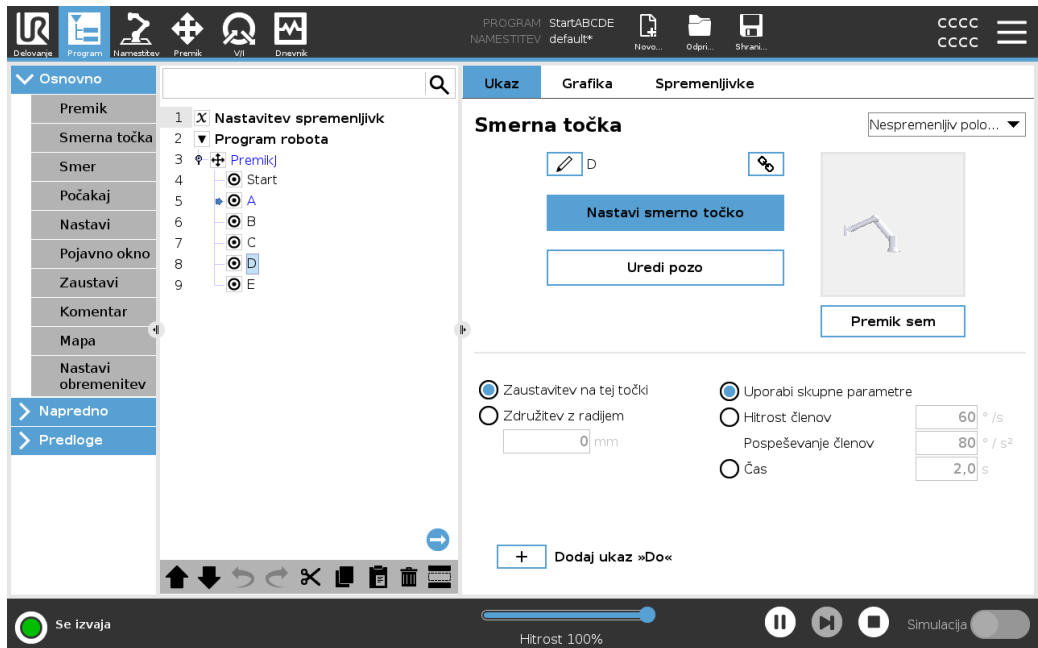 PROGRAM StartABCDE
NAMESTITEV default*
cccc
cccc
Delovanje Program Namestitev Premik V/I Dnevnik Novo... Odpri... Shrani...
Osnovno
Premik
Smerna točka
Smer
Počakaj
Nastavi
Pojavno okno
Zaustavi
Komentar
Mapa
Nastavi
obremenitev
Napredno
Predloge
1 X Nastavitev spremenljivk
2 Program robota
3 PremikJ
4 Start
5 A
6 B
7 C
8 D
9 E
Ukaz Grafika Spremenljivke
Smerna točka
Nespremenljiv polo...
D
Nastavi smerno točko
Uredi pozo
Premik sem
Zaustavitev na tej točki
Združitev z radijem
0 mm
Uporabi skupne parametre
Hitrost členov 60 ° /s
Pospeševanje členov 80 ° / s²
Čas 2,0 s
+ Dodaj ukaz »Do«
Se izvaja
Hitrost 100%
Simulacija